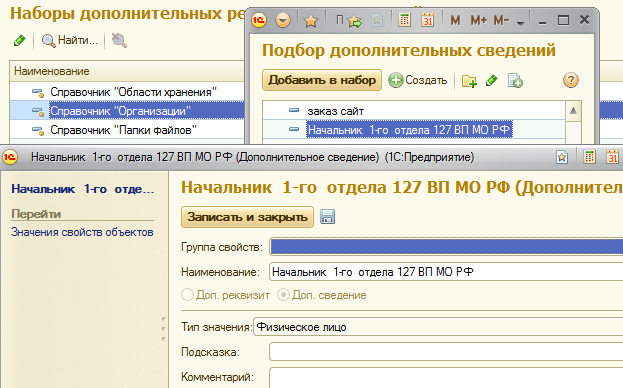 Наборы дополнительных ре
Найти...
Наименование
Справочник "Области хранения"
Справочник "Организации"
Справочник "Папки файлов"
1С
П
31
M M+ M-
Подбор дополнительных сведений
Добавить в набор
Создать
?
заказ сайт
Начальник 1-го отдела 127 ВП МО РФ
1С
Начальник 1-го отдела 127 ВП МО РФ (Дополнительное сведение) (1С:Предприятие)
31
Начальник 1-го отде...
Перейти
Значения свойств объектов
Начальник 1-го отдела 127 ВП МО РФ (Дополнител
Записать и закрыть
Группа свойств:
Наименование: Начальник 1-го отдела 127 ВП МО РФ
Доп. реквизит Доп. сведение
Тип значения: Физическое лицо
Подсказка:
Комментарий: